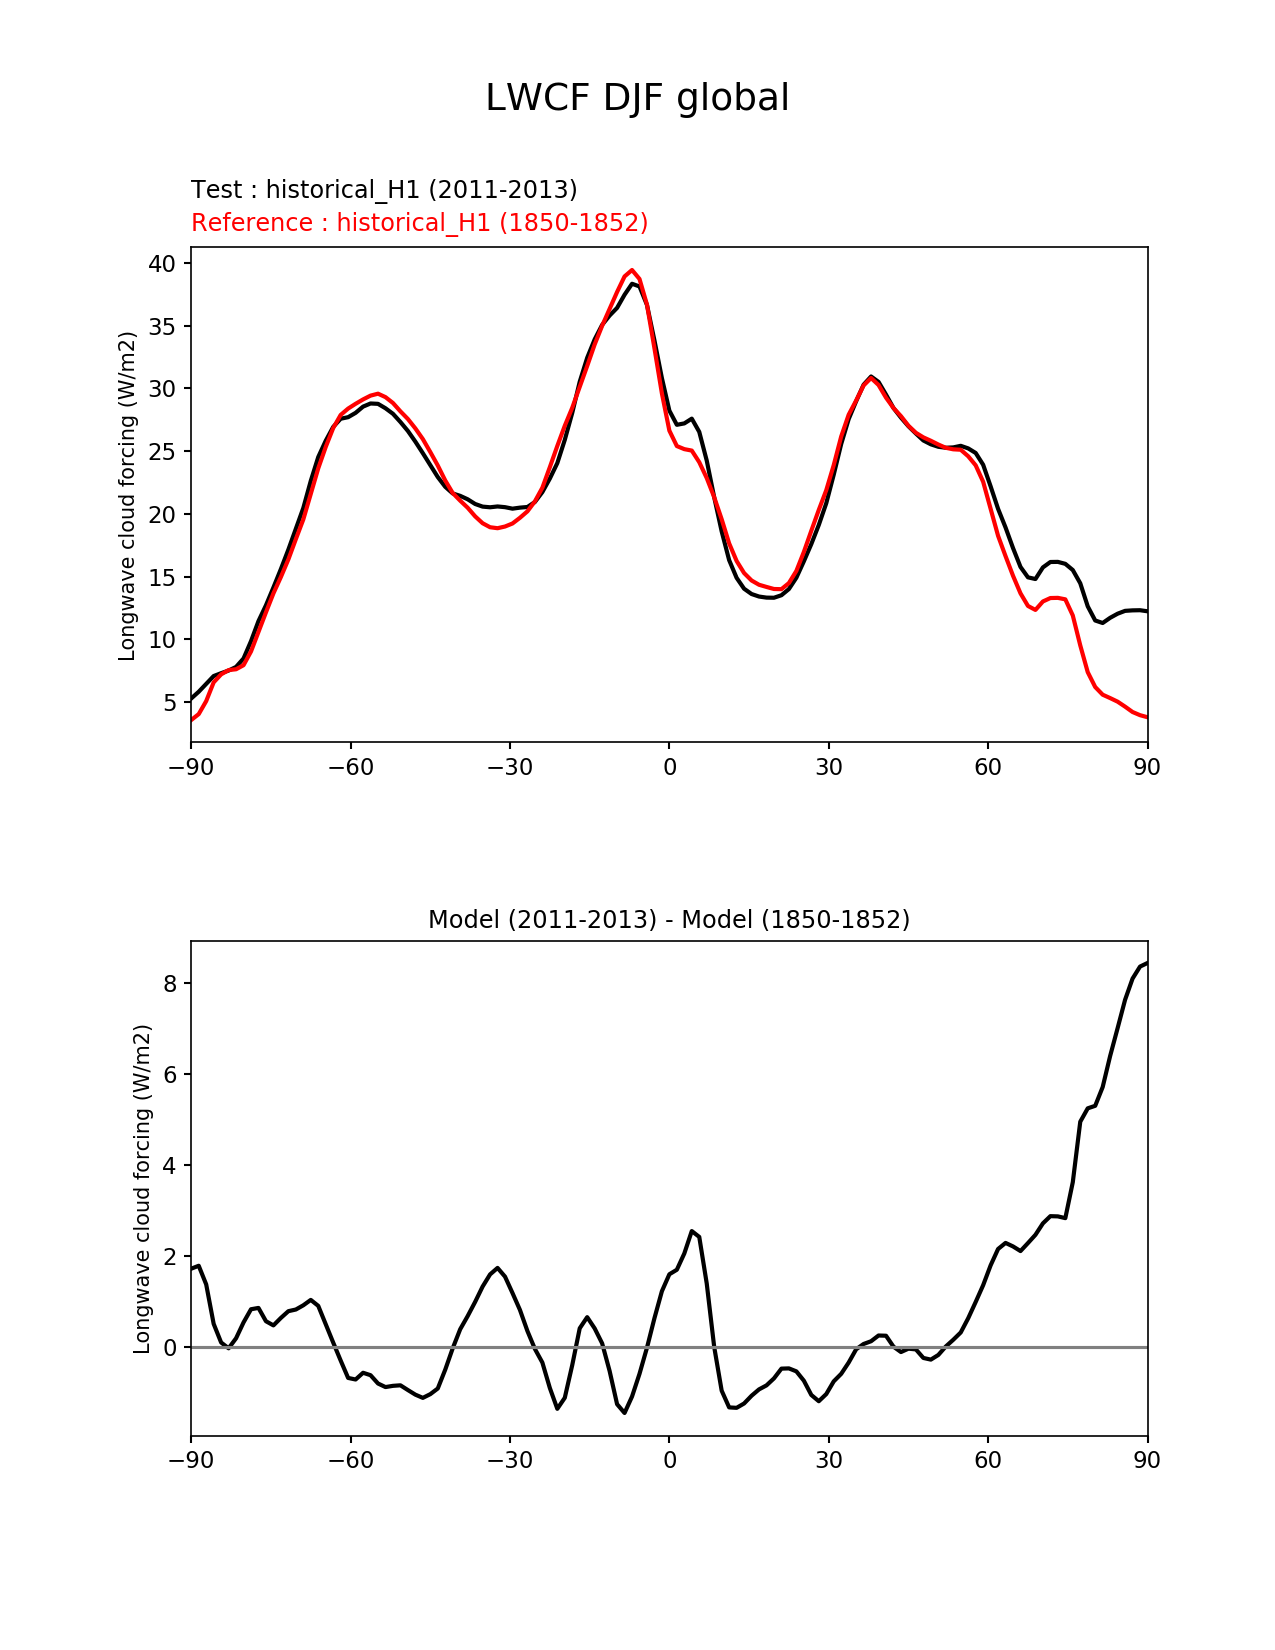 LWCF DJF global
Test : historical_H1 (2011-2013)
Reference : historical_H1 (1850-1852)
Longwave cloud forcing (W/m2)
40
35
30
25
20
15
10
5
−90 −60 −30 0 30 60 90
Model (2011-2013) - Model (1850-1852)
Longwave cloud forcing (W/m2)
8
6
4
2
0
−90 −60 −30 0 30 60 90